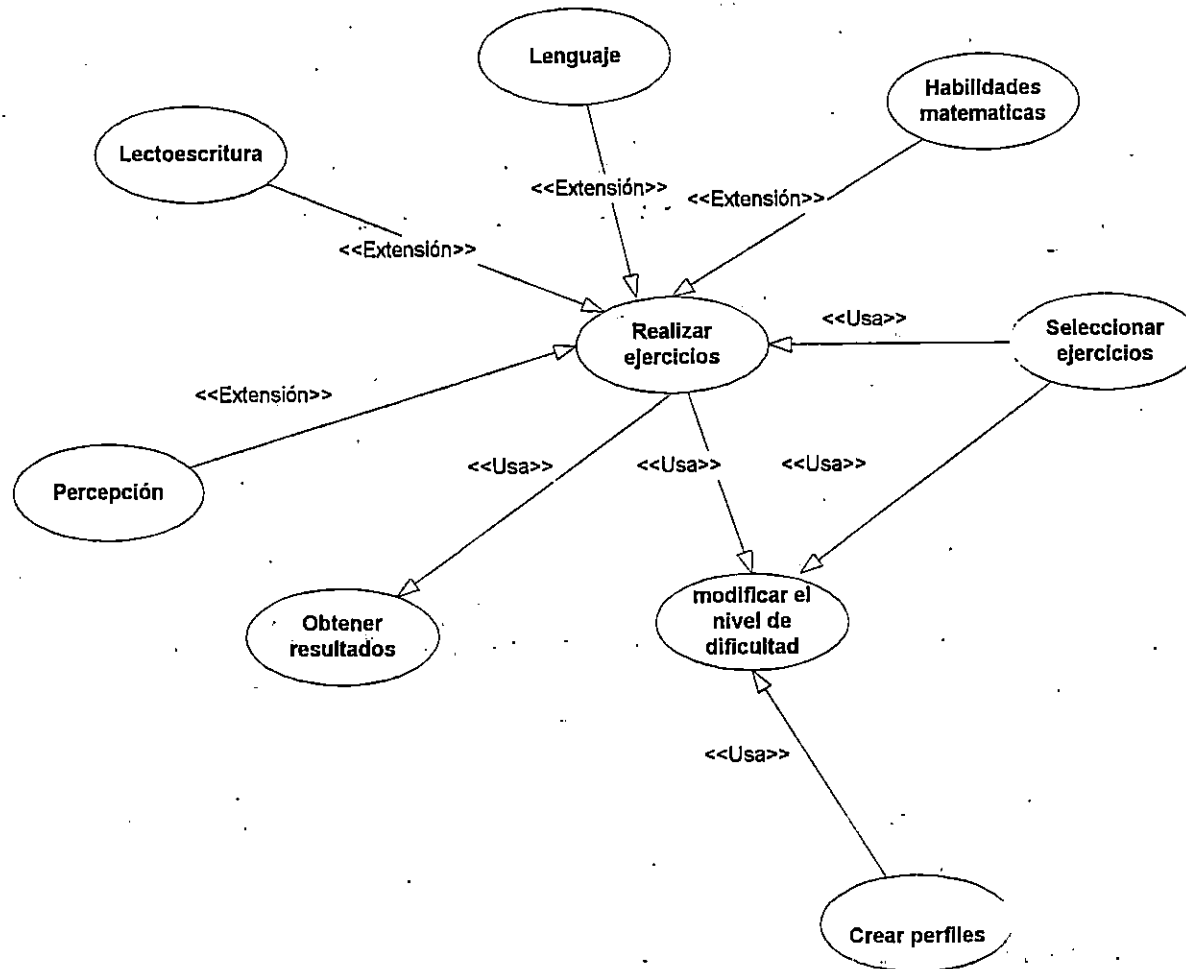 Lenguaje
Habilidades
matematicas
Lectoescritura
<<Extensión>>
<<Extensión>>
<<Extensión>>
<<Usa>>
Realizar
ejercicios
Seleccionar
ejercicios
<<Extensión>>
<<Usa>>
<<Usa>>
<<Usa>>
Percepción
modificar el
nivel de
dificultad
Obtener
resultados
<<Usa>>
Crear perfiles